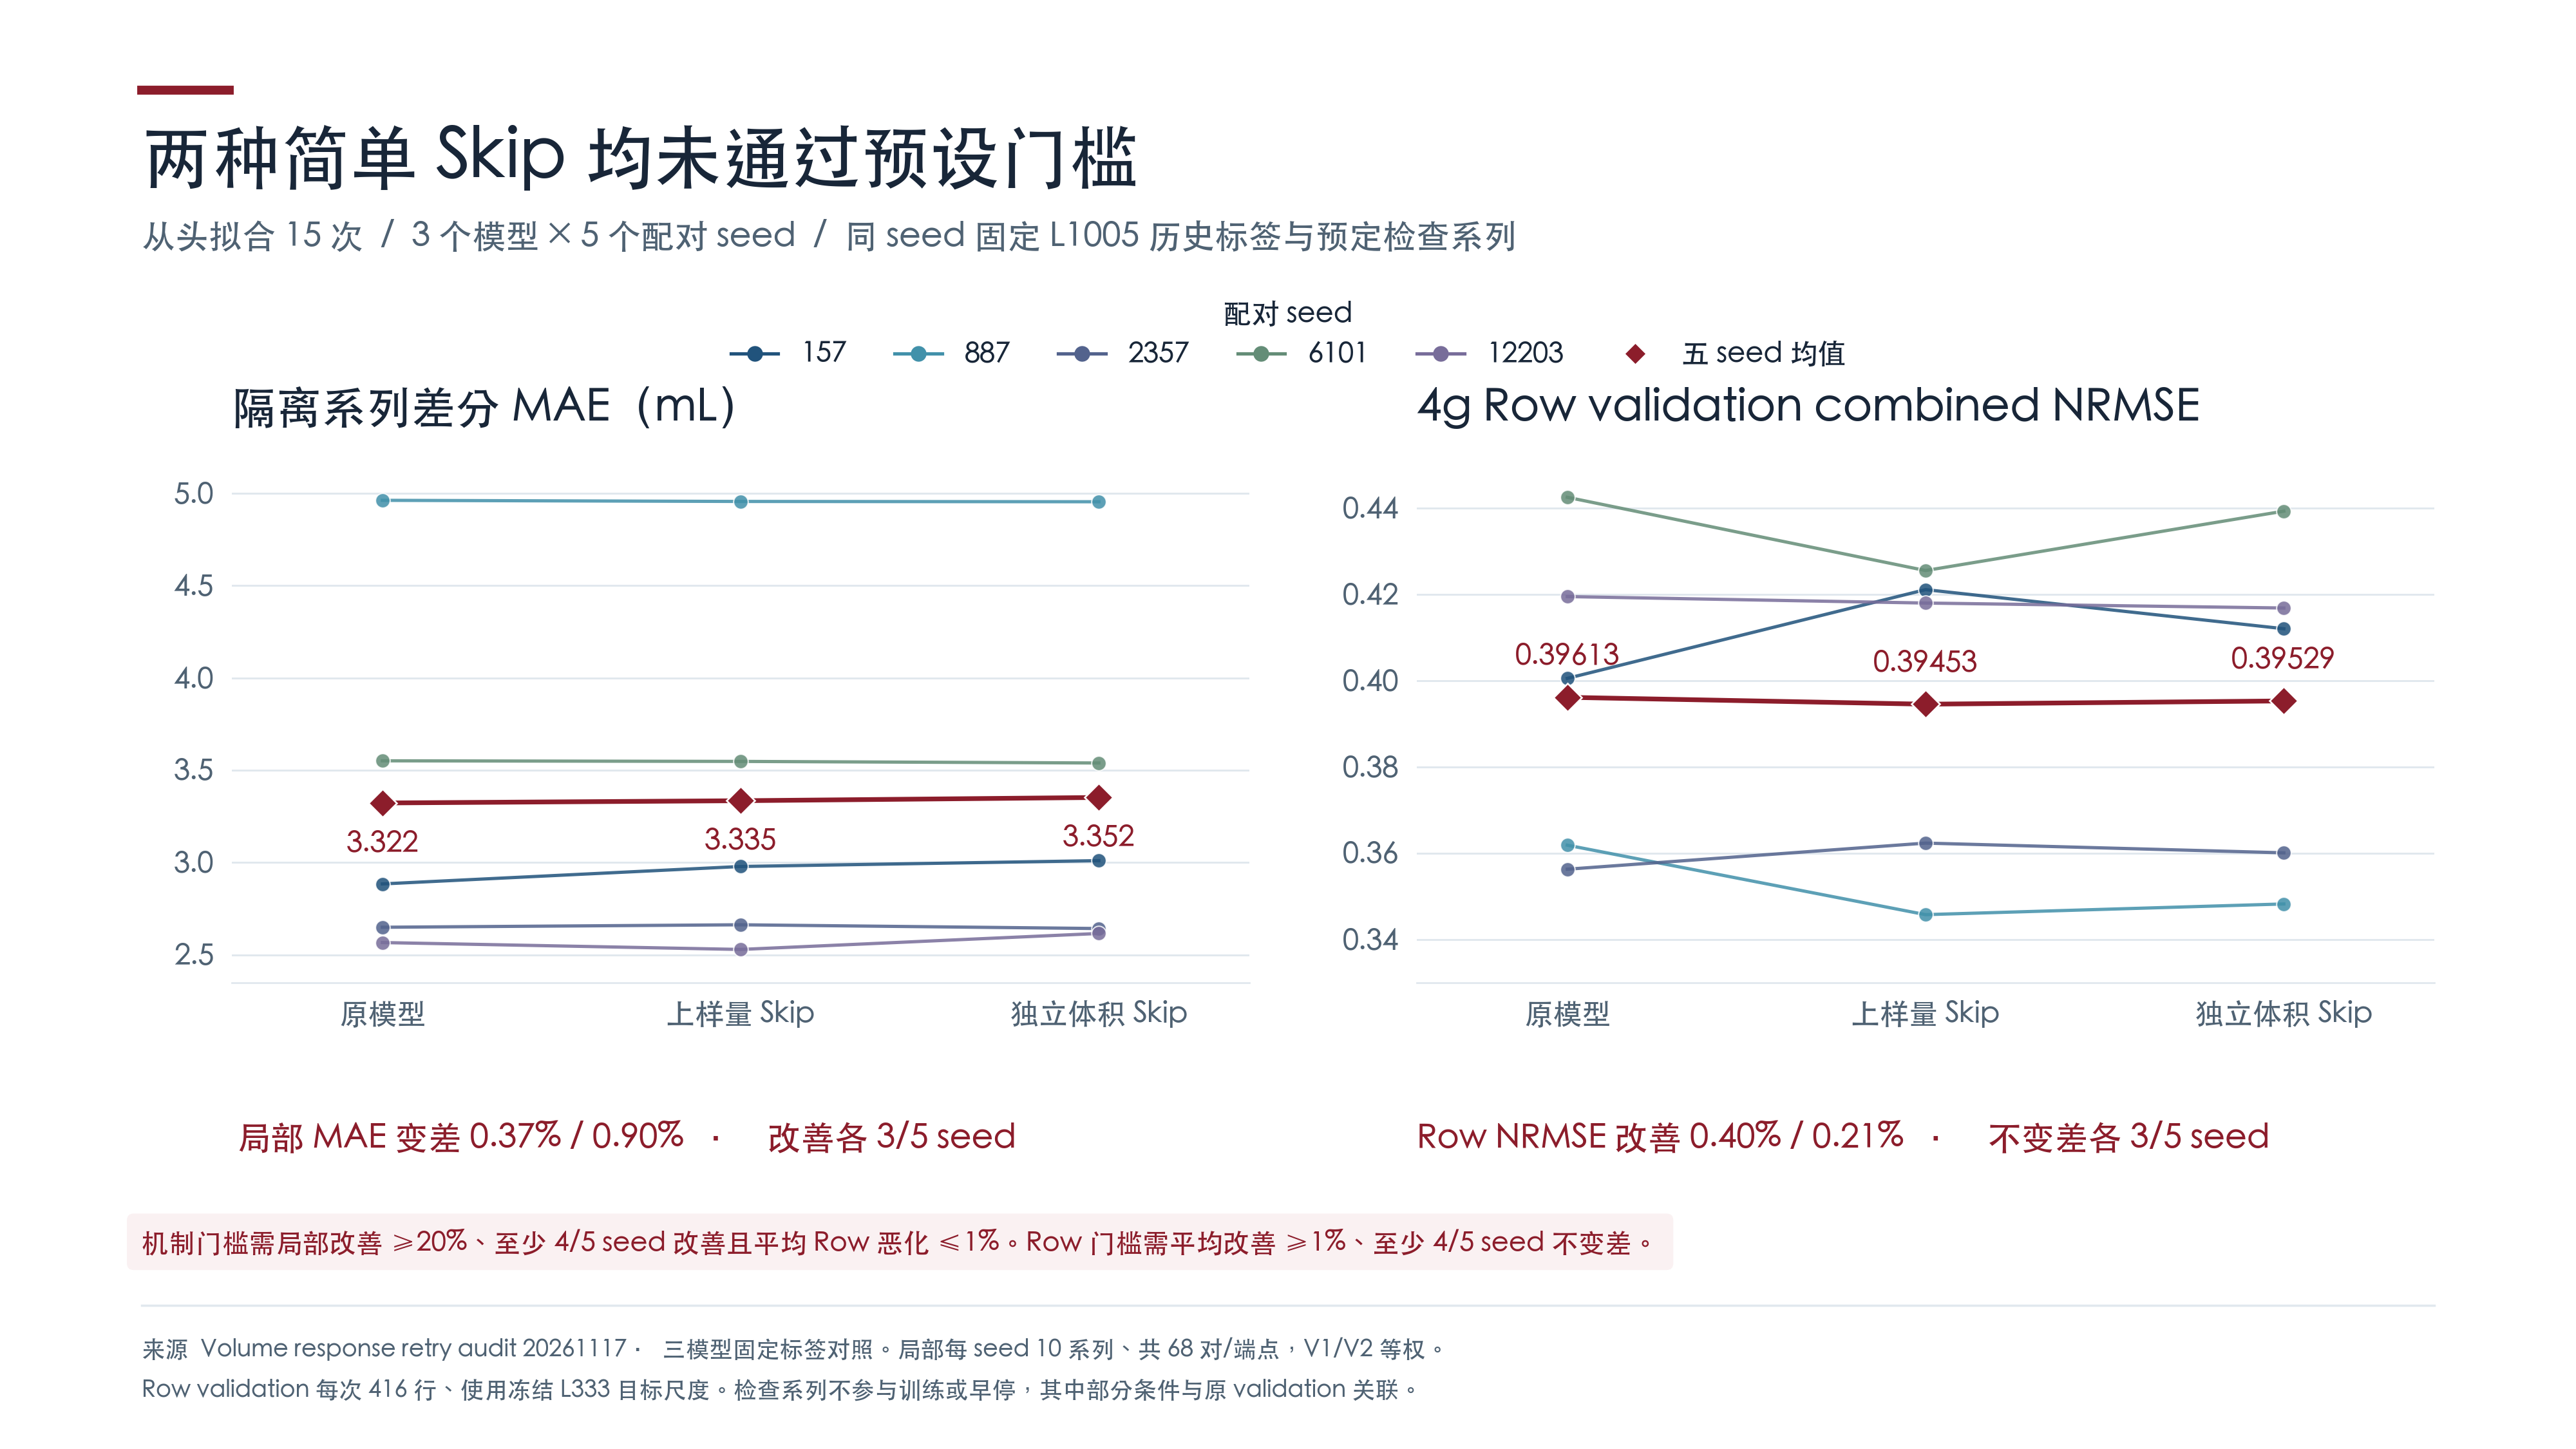 两种简单 Skip 均未通过预设门槛
从头拟合 15 次 / 3 个模型 × 5 个配对 seed / 同 seed 固定 L1005 历史标签与预定检查系列
配对 seed
157 887 2357 6101 12203 五 seed 均值
隔离系列差分 MAE（mL）
5.0
4.5
4.0
3.5
3.0
2.5
3.322 3.335 3.352
原模型 上样量 Skip 独立体积 Skip
4g Row validation combined NRMSE
0.44
0.42
0.40
0.38
0.36
0.34
0.39613 0.39453 0.39529
原模型 上样量 Skip 独立体积 Skip
局部 MAE 变差 0.37% / 0.90% · 改善各 3/5 seed
Row NRMSE 改善 0.40% / 0.21% · 不变差各 3/5 seed
机制门槛需局部改善 ≥20%、至少 4/5 seed 改善且平均 Row 恶化 ≤1%。Row 门槛需平均改善 ≥1%、至少 4/5 seed 不变差。
来源 Volume response retry audit 20261117 · 三模型固定标签对照。局部每 seed 10 系列、共 68 对/端点，V1/V2 等权。
Row validation 每次 416 行、使用冻结 L333 目标尺度。检查系列不参与训练或早停，其中部分条件与原 validation 关联。